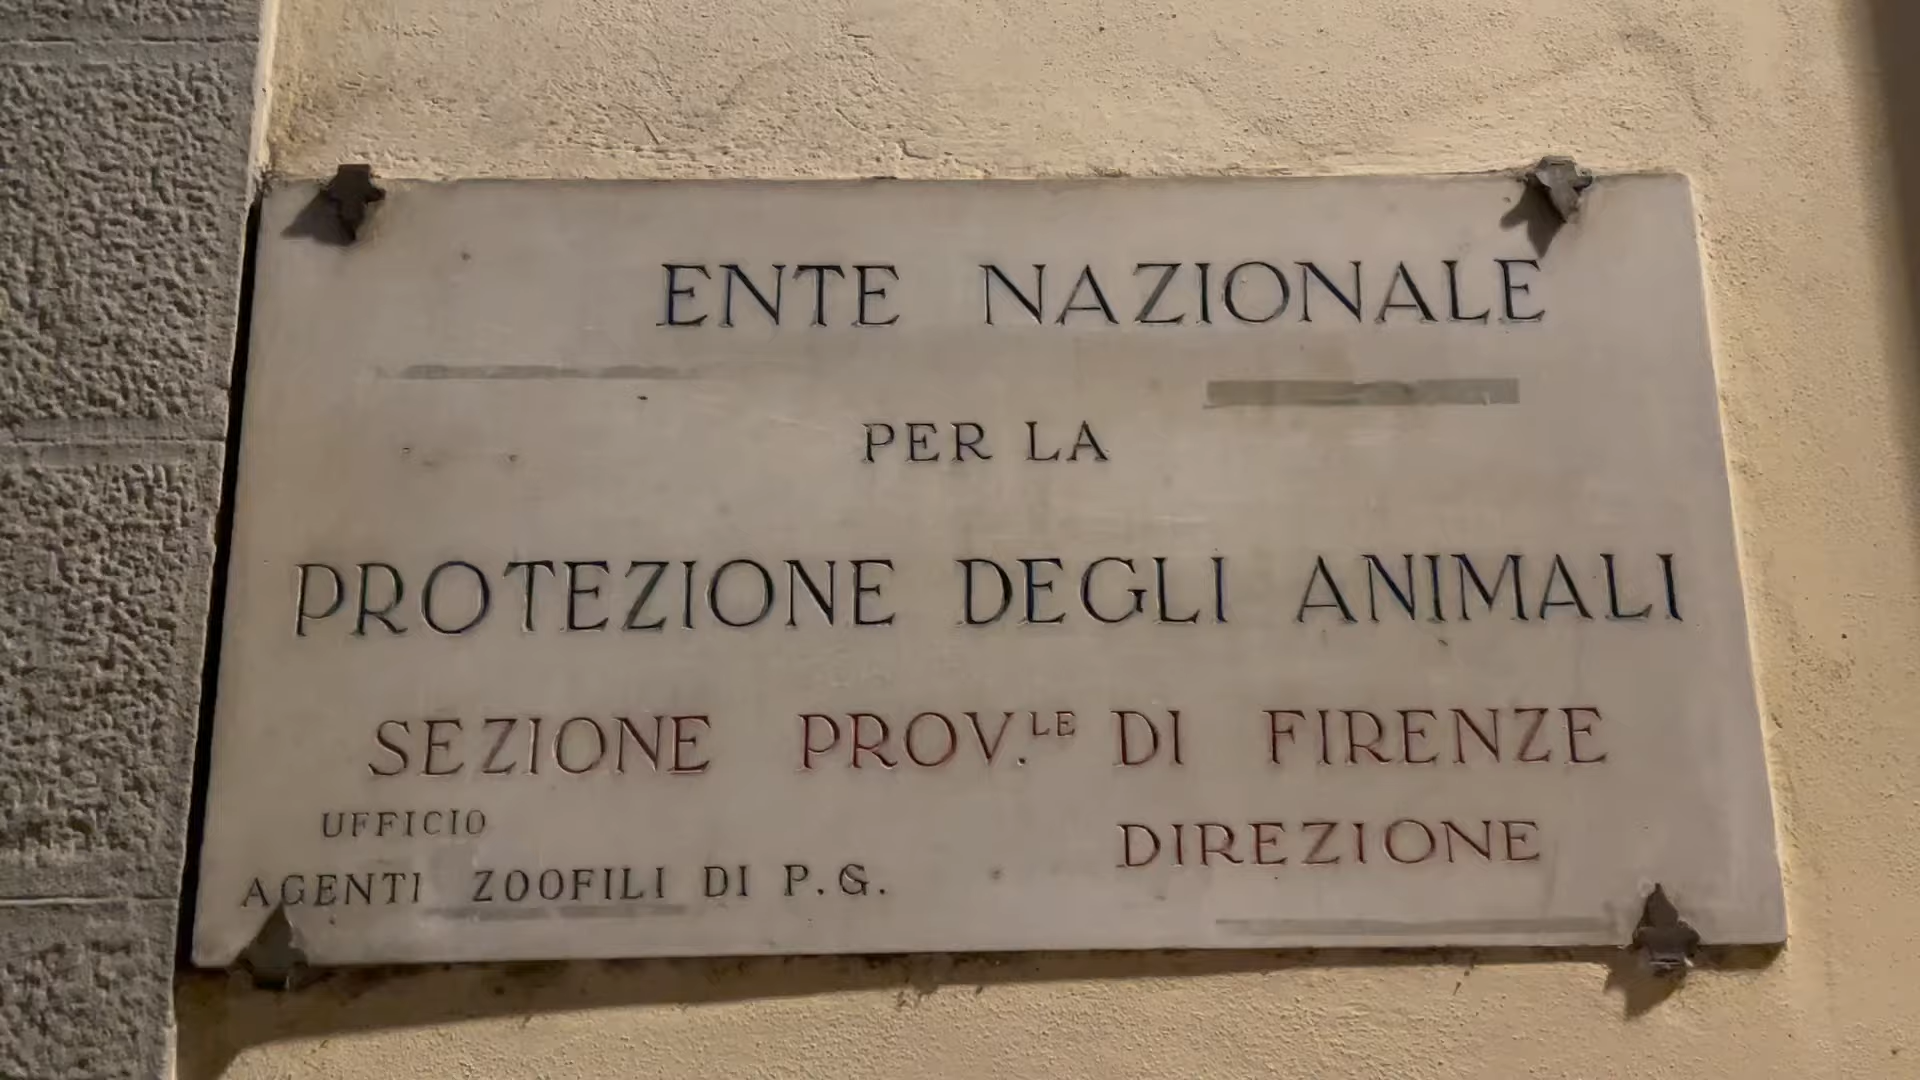 ENTE NAZIONALE
PER LA
PROTEZIONE DEGLI ANIMALI
SEZIONE PROV.LE DI FIRENZE
UFFICIO
AGENTI ZOOFILI DI P.G.
DIREZIONE